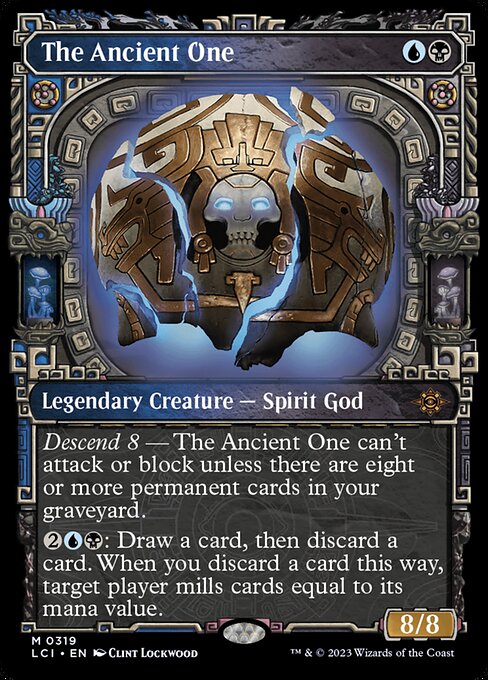 The Ancient One
Legendary Creature — Spirit God
Descend 8 — The Ancient One can't
attack or block unless there are eight
or more permanent cards in your
graveyard.
2: Draw a card, then discard a
card. When you discard a card this way,
target player mills cards equal to its
mana value.
8/8
M 0319
LCI • EN CLINT LOCKWOOD
™ & © 2023 Wizards of the Coast